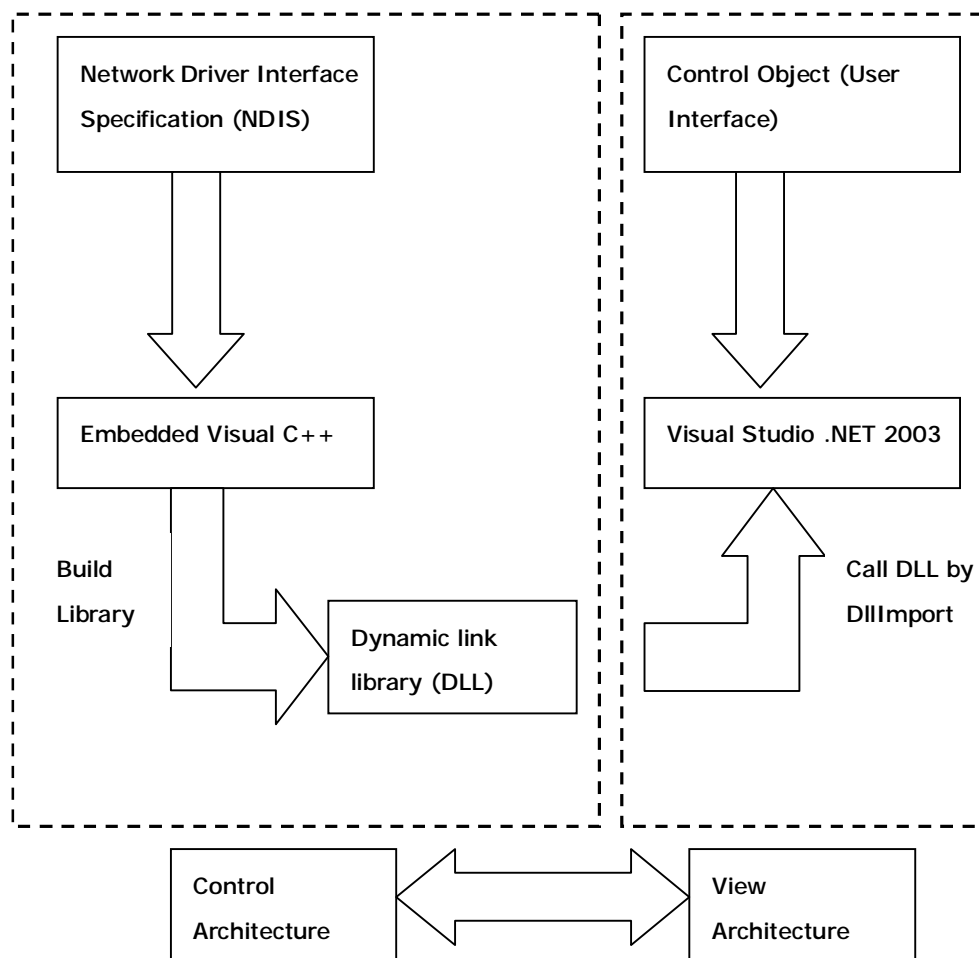 Network Driver Interface
Specification (NDIS)
Control Object (User
Interface)
Embedded Visual C++
Visual Studio .NET 2003
Build
Library
Dynamic link
library (DLL)
Call DLL by
DllImport
Control
Architecture
View
Architecture